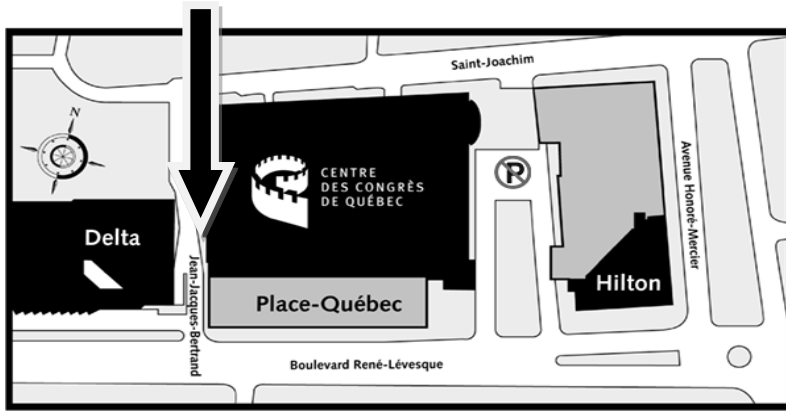 Saint-Joachim
N
CENTRE
DES CONGRÈS
DE QUÉBEC
P
Avenue Honoré-Mercier
Delta
Jean-Jacques-Bertrand
Place-Québec
Hilton
Boulevard René-Lévesque